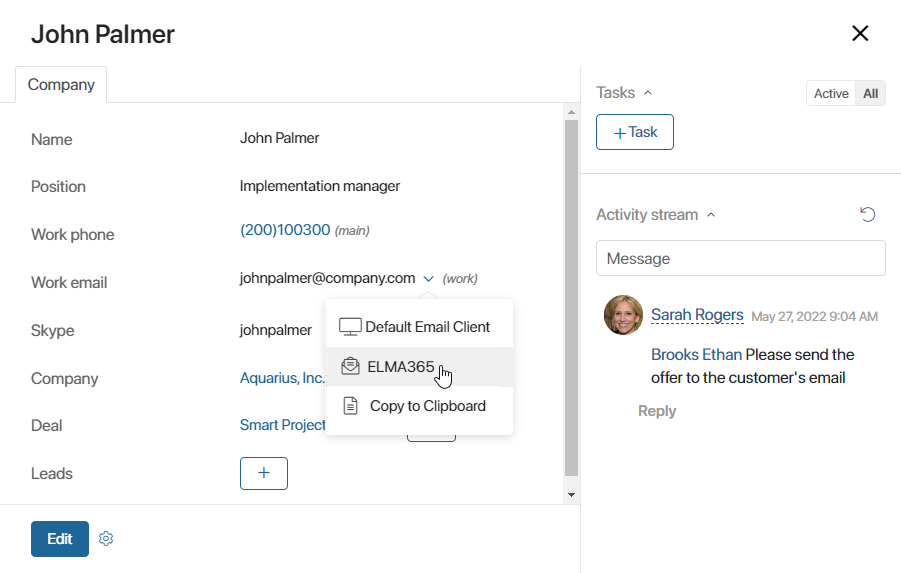 John Palmer
Company
Name
John Palmer
Position
Implementation manager
Work phone
(200)100300 (main)
Work email
johnpalmer@company.com (work)
Default Email Client
ELMA365
Copy to Clipboard
Skype
johnpalmer
Company
Aquarius, Inc.
Deal
Smart Project
Leads
+
Edit
Tasks
Active All
+Task
Activity stream
Message
Sarah Rogers May 27, 2022 9:04 AM
Brooks Ethan Please send the
offer to the customer's email
Reply